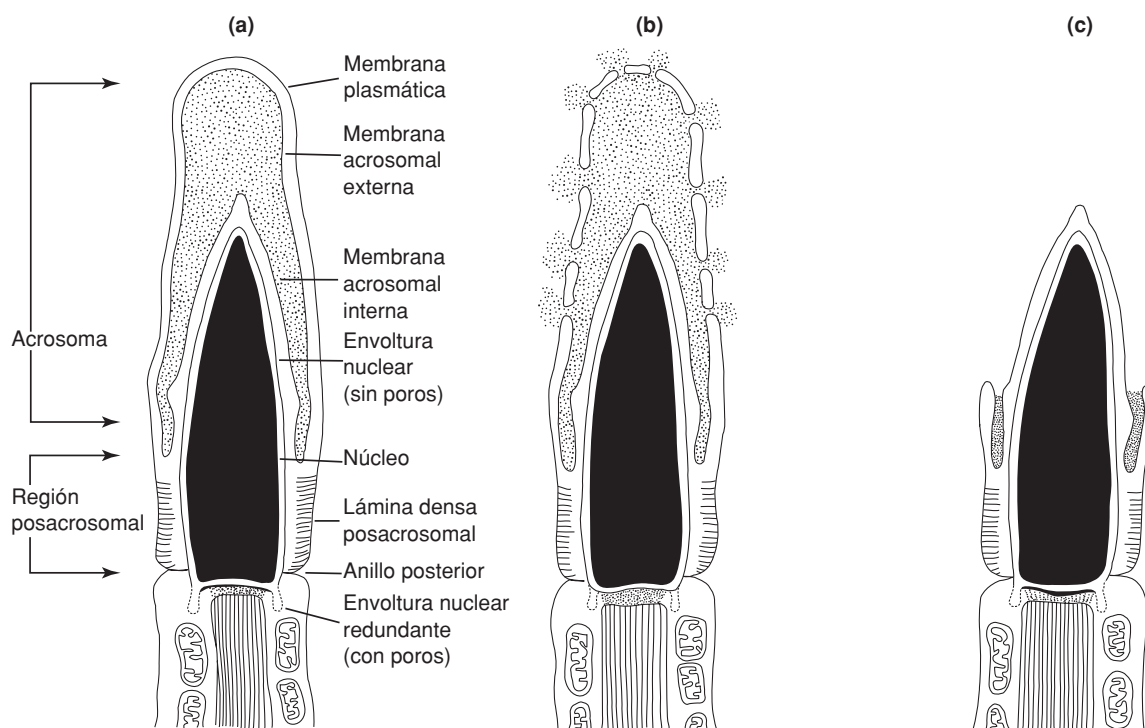 (a)
(b)
(c)
Membrana
plasmática
Membrana
acrosomal
externa
Membrana
acrosomal
interna
Acrosoma
Envoltura
nuclear
(sin poros)
Núcleo
Región
posacrosomal
Lámina densa
posacrosomal
Anillo posterior
Envoltura nuclear
redundante
(con poros)